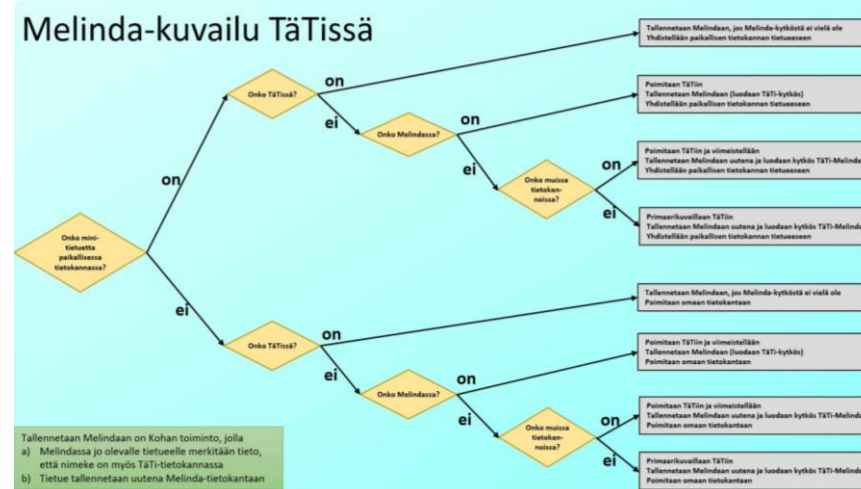 Melinda-kuvailu TäTissä
Tallennetaan Melindaan, jos Melinda-kytköstä ei vielä ole
Yhdistellään paikallisen tietokannan tietueeseen
on
Onko TäTissä?
ei
Poimitaan TäTiin
Tallennetaan Melindaan (luodaan TäTi-kytkös)
Yhdistellään paikallisen tietokannan tietueeseen
on
Onko Melindassa?
ei
Poimitaan TäTiin ja viimeistellään
Tallennetaan Melindaan uutena ja luodaan kytkös TäTi-Melinda
Yhdistellään paikallisen tietokannan tietueeseen
on
Onko muissa
tietokan-
noissa?
ei
Primaarikuvaillaan TäTiin
Tallennetaan Melindaan uutena ja luodaan kytkös TäTi-Melinda
Yhdistellään paikallisen tietokannan tietueeseen
on
Onko mini-
tietuetta
paikallisessa
tietokannassa?
ei
Tallennetaan Melindaan, jos Melinda-kytköstä ei vielä ole
Poimitaan omaan tietokantaan
on
Onko TäTissä?
ei
Poimitaan TäTiin ja viimeistellään
Tallennetaan Melindaan (luodaan TäTi-kytkös)
Poimitaan omaan tietokantaan
on
Onko Melindassa?
ei
Poimitaan TäTiin ja viimeistellään
Tallennetaan Melindaan uutena ja luodaan kytkös TäTi-Melinda
Poimitaan omaan tietokantaan
on
Onko muissa
tietokan-
noissa?
ei
Primaarikuvaillaan TäTiin
Tallennetaan Melindaan uutena ja luodaan kytkös TäTi-Melinda
Poimitaan omaan tietokantaan
Tallennetaan Melindaan on Kohan toiminto, jolla
a) Melindassa jo olevalle tietueelle merkitään tieto,
että nimeke on myös TäTi-tietokannassa
b) Tietue tallennetaan uutena Melinda-tietokantaan